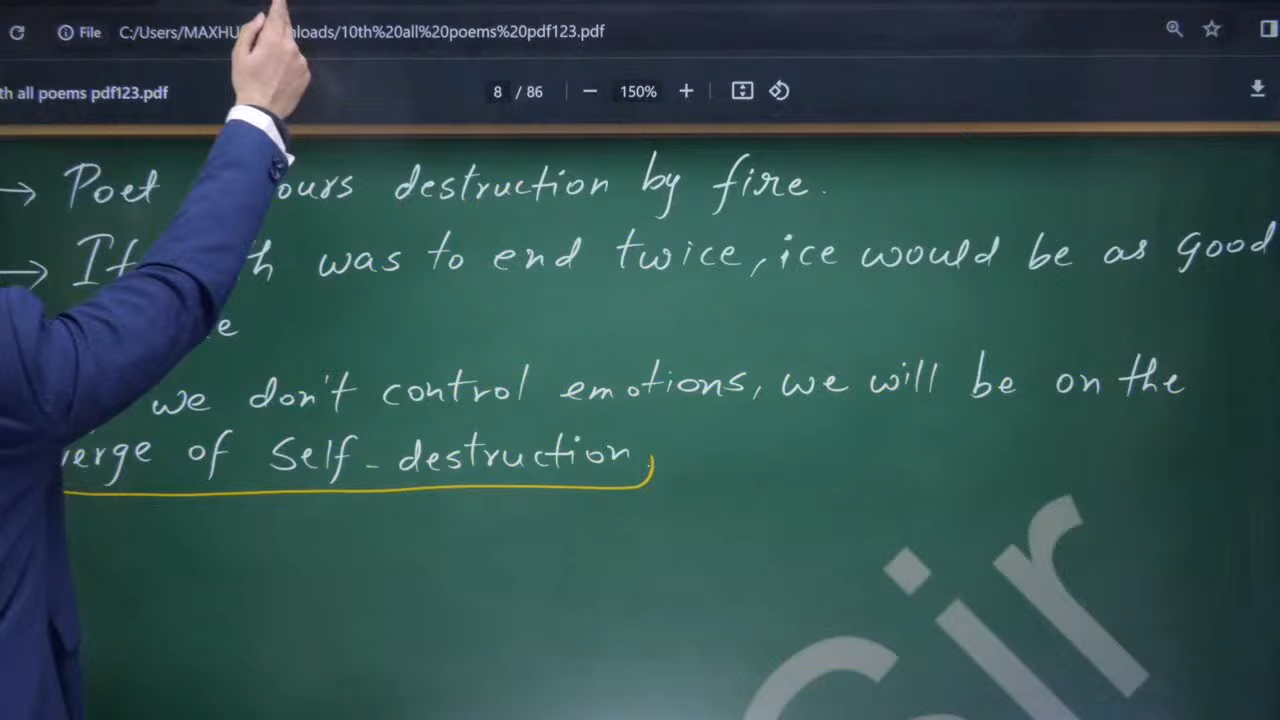 File C:/Users/MAXHU loads/10th%20all%20poems%20pdf123.pdf
th all poems pdf123.pdf 8 / 86 150%
→ Poet ours destruction by fire.
→ If h was to end twice, ice would be as good
e
we don't control emotions, we will be on the
verge of Self-destruction.
Sir